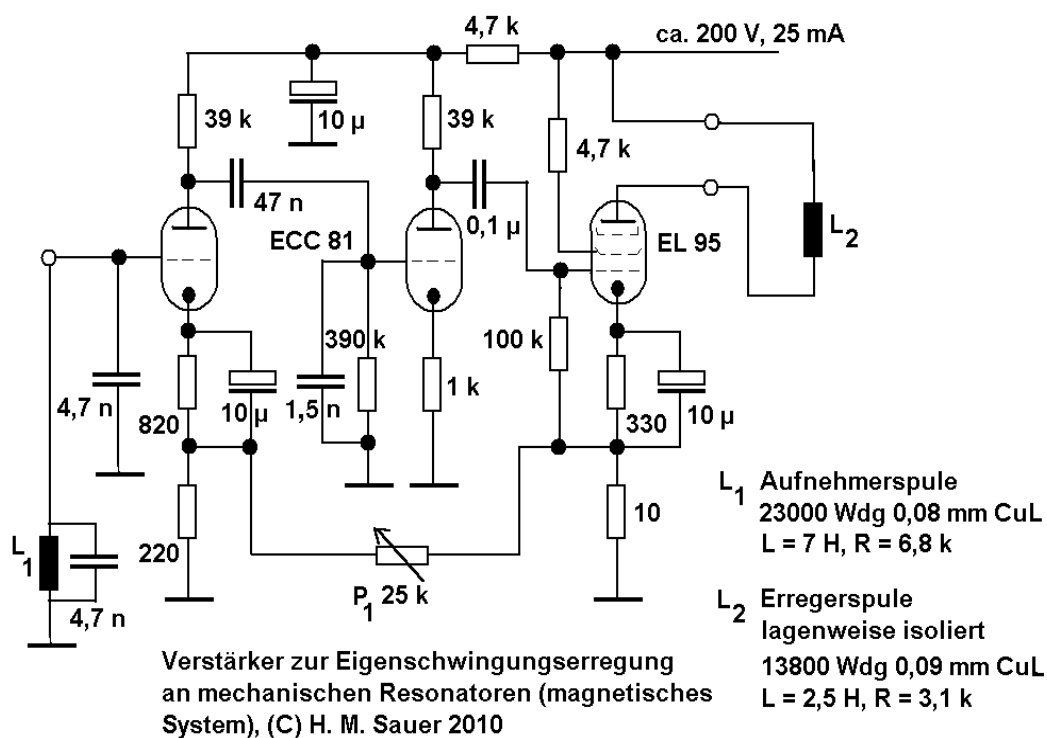 4,7 k
ca. 200 V, 25 mA
39 k
10 µ
39 k
4,7 k
47 n
0,1 µ
ECC 81
EL 95
L2
390 k
100 k
1 k
4,7 n
820
10 µ
1,5 n
330
10 µ
220
10
L1
4,7 n
P1 25 k
L1 Aufnehmerspule
23000 Wdg 0,08 mm CuL
L = 7 H, R = 6,8 k
L2 Erregerspule
lagenweise isoliert
13800 Wdg 0,09 mm CuL
L = 2,5 H, R = 3,1 k
Verstärker zur Eigenschwingungserregung
an mechanischen Resonatoren (magnetisches
System), (C) H. M. Sauer 2010